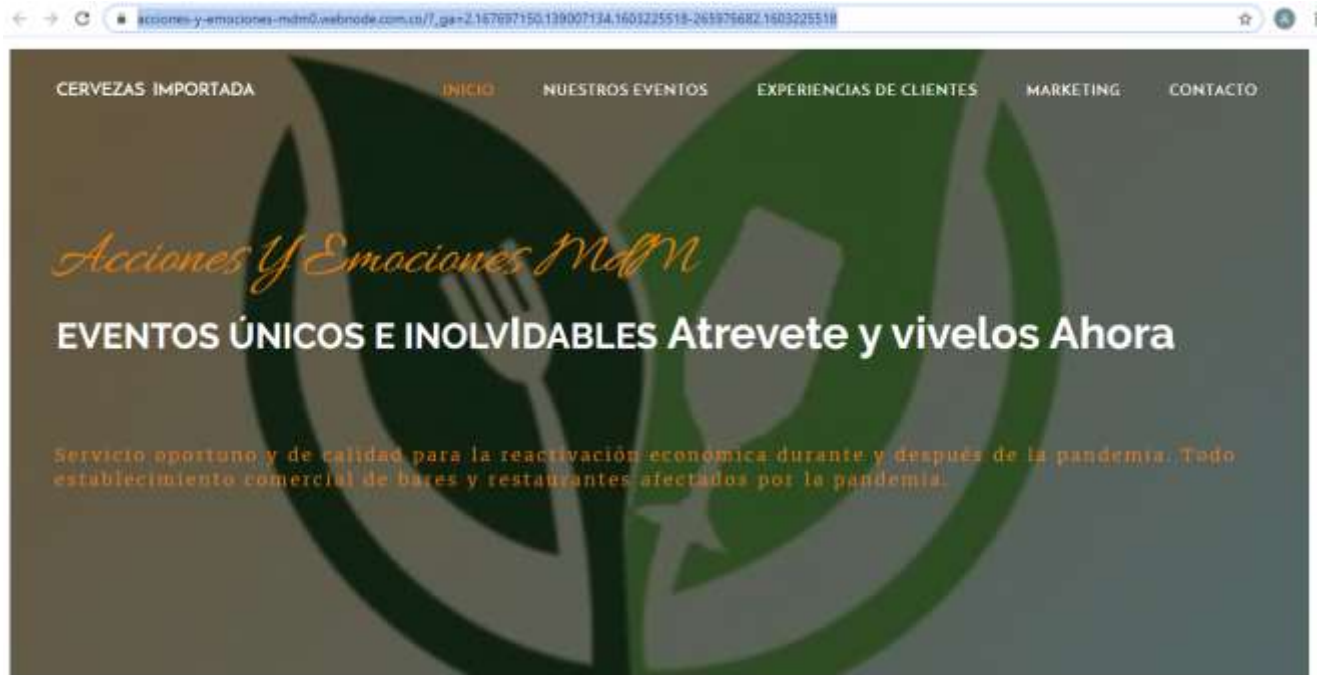 acciones-y-emociones-mdm0.webnode.com.co/?_ga=2.167697150.139007134.1603225518-265975682.1603225518
CERVEZAS IMPORTADA INICIO NUESTROS EVENTOS EXPERIENCIAS DE CLIENTES MARKETING CONTACTO
Acciones Y Emociones MdM
EVENTOS ÚNICOS E INOLVIDABLES Atrevete y vivelos Ahora
Servicio oportuno y de calidad para la reactivación económica durante y después de la pandemia. Todo
establecimiento comercial de bares y restaurantes afectados por la pandemia.